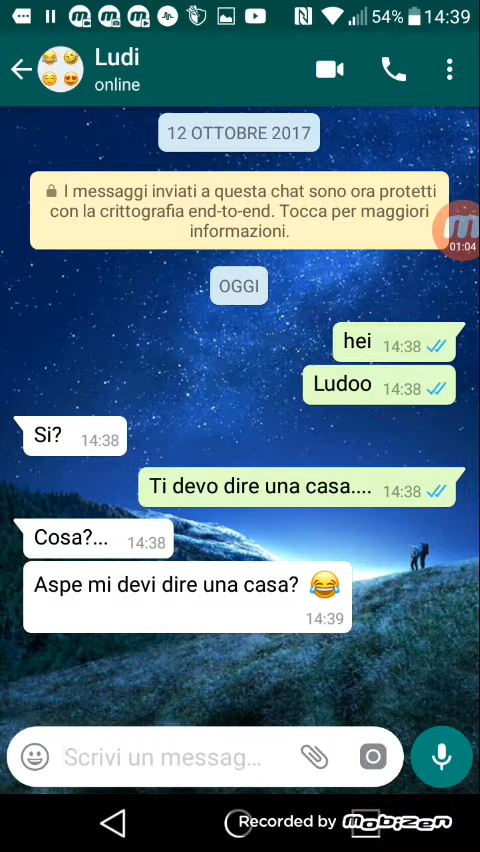 54% 14:39
Ludi
online
12 OTTOBRE 2017
I messaggi inviati a questa chat sono ora protetti
con la crittografia end-to-end. Tocca per maggiori
informazioni.
01:04
OGGI
hei 14:38
Ludoo 14:38
Si? 14:38
Ti devo dire una casa.... 14:38
Cosa?... 14:38
Aspe mi devi dire una casa? 😂
14:39
Scrivi un messag...
Recorded by Mobizen